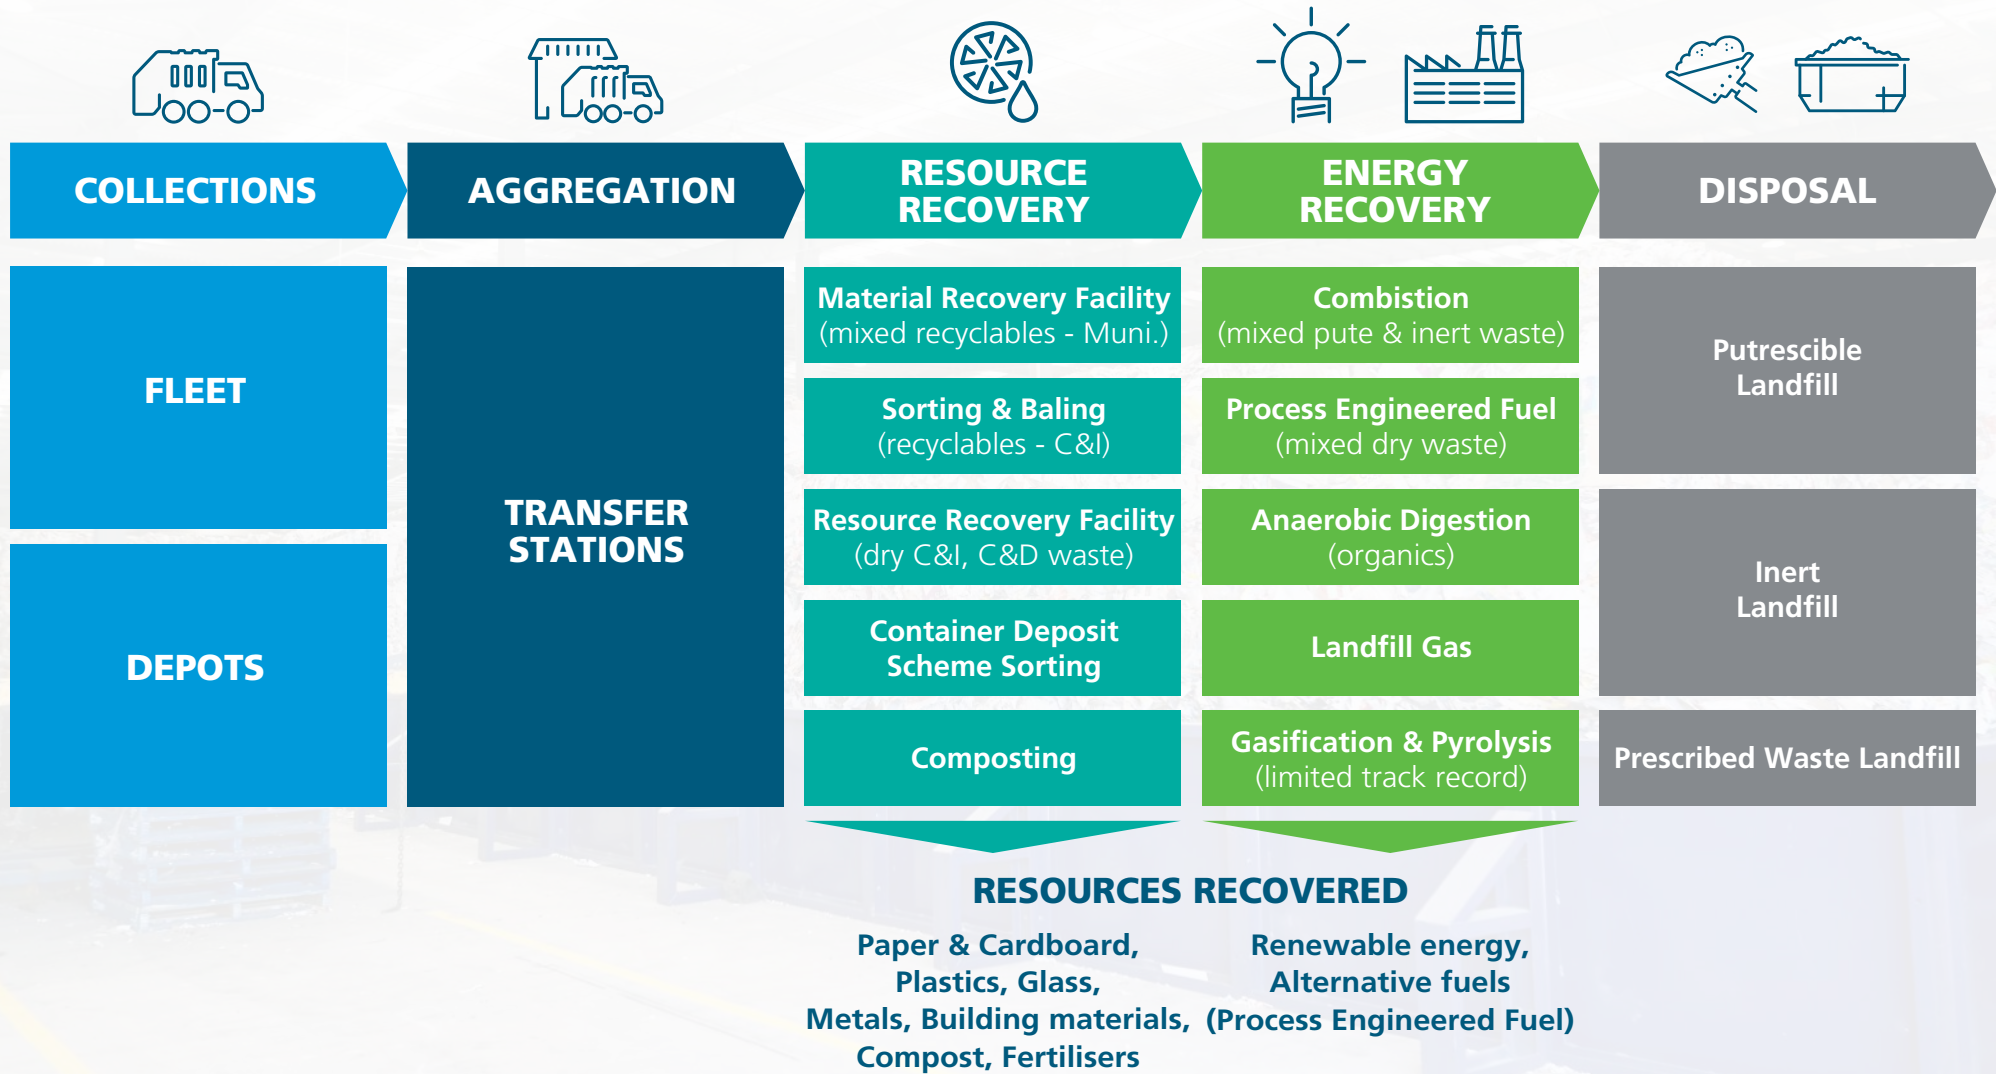 COLLECTIONS
AGGREGATION
RESOURCE
RECOVERY
ENERGY
RECOVERY
DISPOSAL
FLEET
DEPOTS
TRANSFER
STATIONS
Material Recovery Facility
(mixed recyclables - Muni.)
Sorting & Baling
(recyclables - C&I)
Resource Recovery Facility
(dry C&I, C&D waste)
Container Deposit
Scheme Sorting
Composting
Combistion
(mixed pute & inert waste)
Process Engineered Fuel
(mixed dry waste)
Anaerobic Digestion
(organics)
Landfill Gas
Gasification & Pyrolysis
(limited track record)
Putrescible
Landfill
Inert
Landfill
Prescribed Waste Landfill
RESOURCES RECOVERED
Paper & Cardboard,
Plastics, Glass,
Metals, Building materials,
Compost, Fertilisers
Renewable energy,
Alternative fuels
(Process Engineered Fuel)